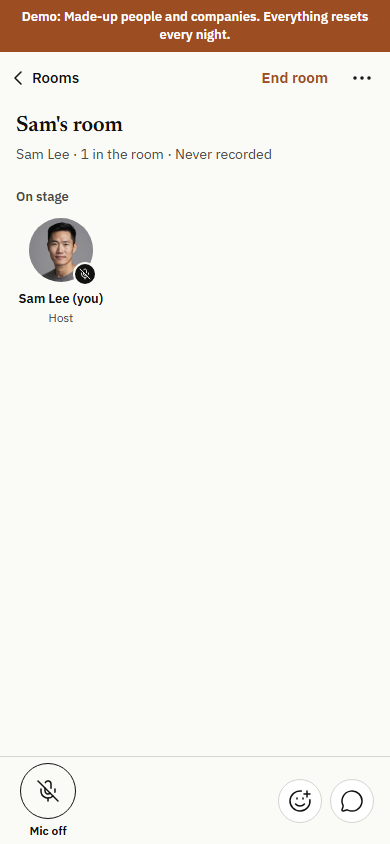 Demo: Made-up people and companies. Everything resets
every night.
Rooms
End room
Sam's room
Sam Lee · 1 in the room · Never recorded
On stage
Sam Lee (you)
Host
Mic off